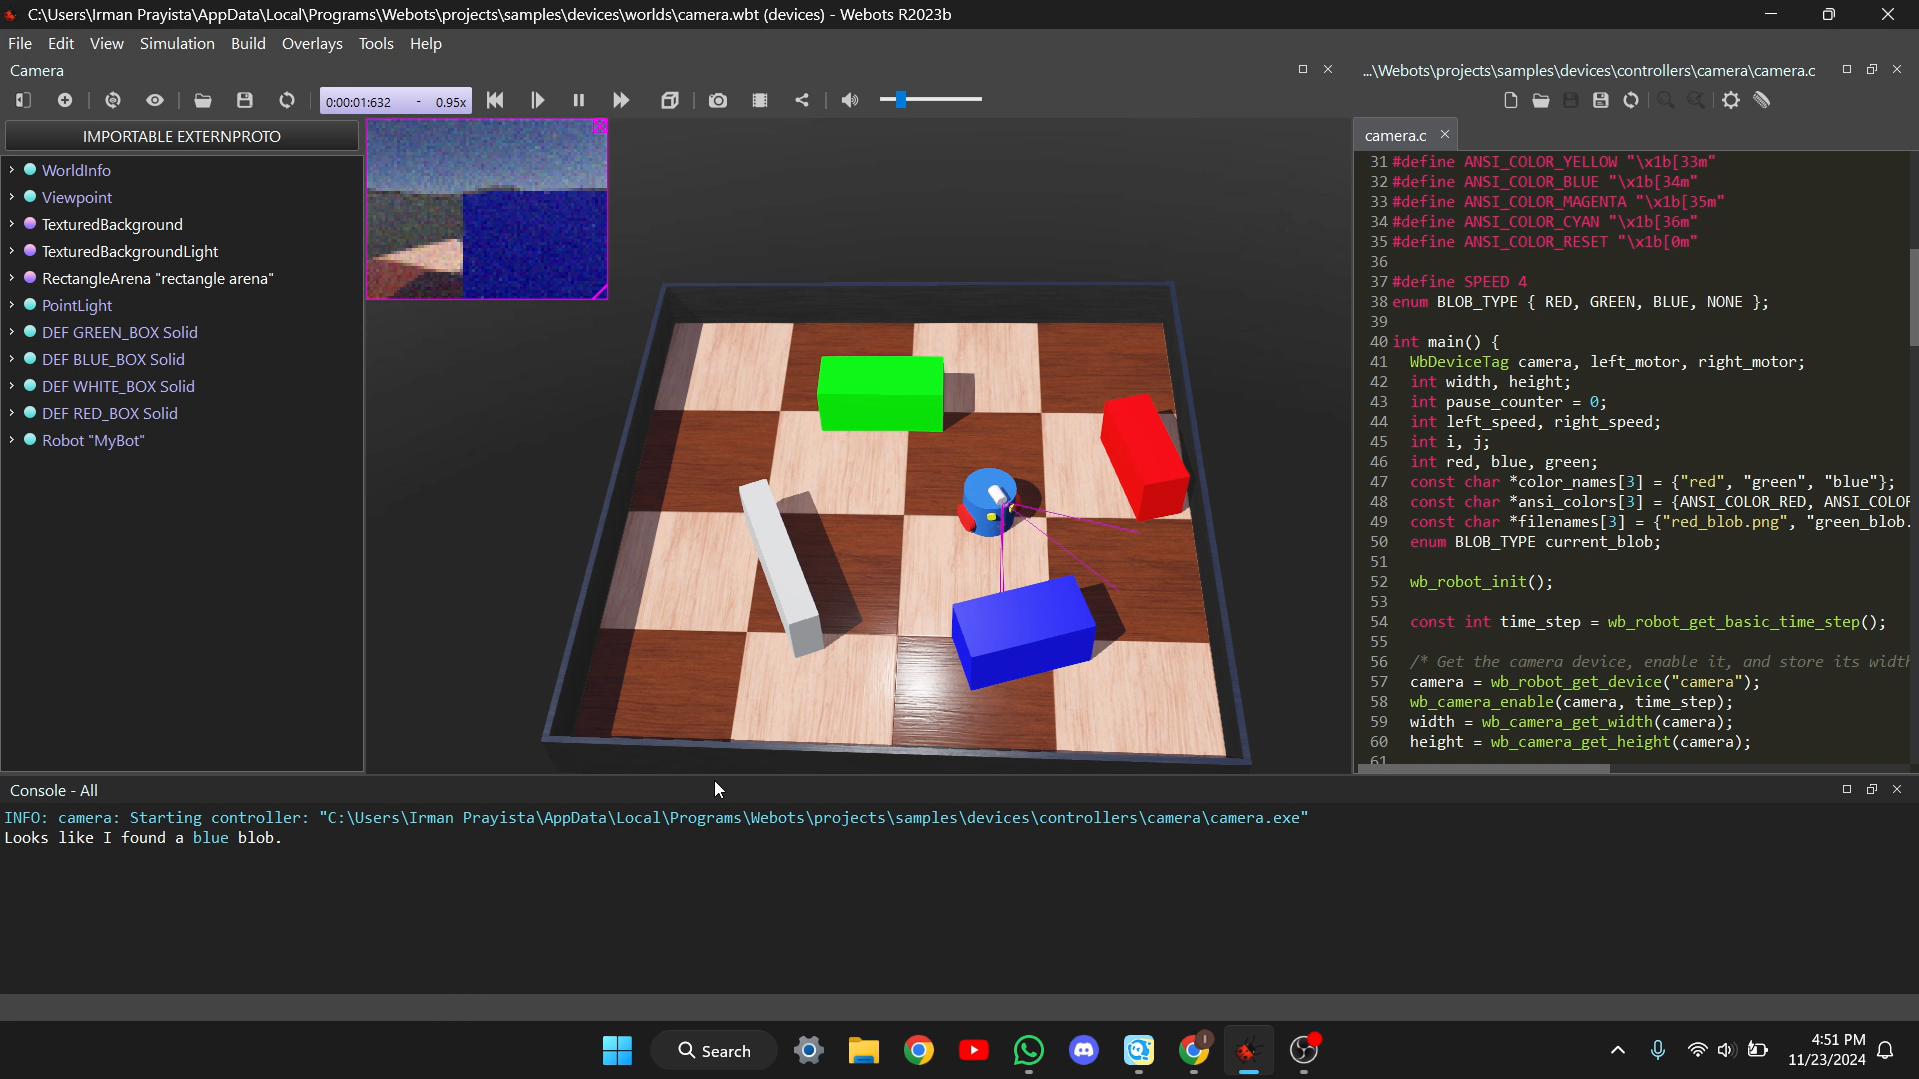 C:\Users\Irman Prayista\AppData\Local\Programs\Webots\projects\samples\devices\worlds\camera.wbt (devices) - Webots R2023b
File Edit View Simulation Build Overlays Tools Help
Camera
...\Webots\projects\samples\devices\controllers\camera\camera.c
0:00:01:632 - 0.95x
IMPORTABLE EXTERNPROTO
WorldInfo
Viewpoint
TexturedBackground
TexturedBackgroundLight
RectangleArena "rectangle arena"
PointLight
DEF GREEN_BOX Solid
DEF BLUE_BOX Solid
DEF WHITE_BOX Solid
DEF RED_BOX Solid
Robot "MyBot"
camera.c
31 #define ANSI_COLOR_YELLOW "\x1b[33m"
32 #define ANSI_COLOR_BLUE "\x1b[34m"
33 #define ANSI_COLOR_MAGENTA "\x1b[35m"
34 #define ANSI_COLOR_CYAN "\x1b[36m"
35 #define ANSI_COLOR_RESET "\x1b[0m"
36
37 #define SPEED 4
38 enum BLOB_TYPE { RED, GREEN, BLUE, NONE };
39
40 int main() {
41 WbDeviceTag camera, left_motor, right_motor;
42 int width, height;
43 int pause_counter = 0;
44 int left_speed, right_speed;
45 int i, j;
46 int red, blue, green;
47 const char *color_names[3] = {"red", "green", "blue"};
48 const char *ansi_colors[3] = {ANSI_COLOR_RED, ANSI_COLOR
49 const char *filenames[3] = {"red_blob.png", "green_blob.
50 enum BLOB_TYPE current_blob;
51
52 wb_robot_init();
53
54 const int time_step = wb_robot_get_basic_time_step();
55
56 /* Get the camera device, enable it, and store its width
57 camera = wb_robot_get_device("camera");
58 wb_camera_enable(camera, time_step);
59 width = wb_camera_get_width(camera);
60 height = wb_camera_get_height(camera);
61
Console - All
INFO: camera: Starting controller: "C:\Users\Irman Prayista\AppData\Local\Programs\Webots\projects\samples\devices\controllers\camera\camera.exe"
Looks like I found a blue blob.
Search
4:51 PM
11/23/2024